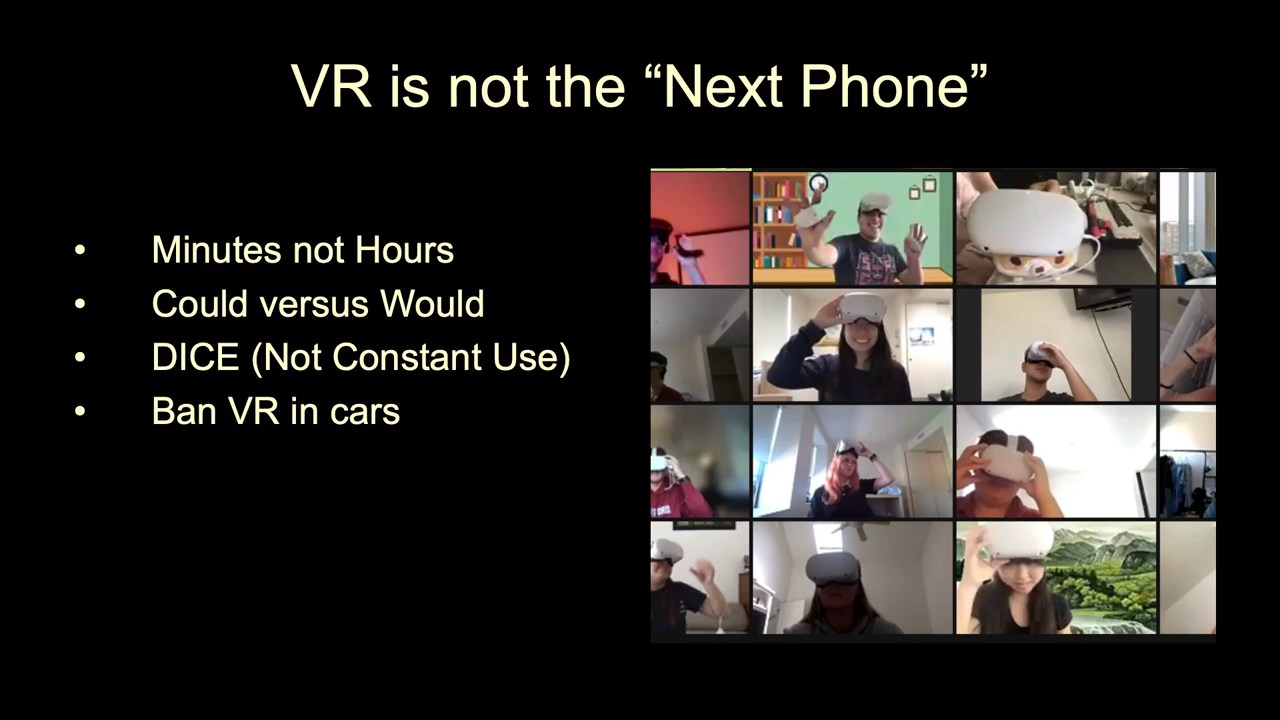 VR is not the “Next Phone”
• Minutes not Hours
• Could versus Would
• DICE (Not Constant Use)
• Ban VR in cars